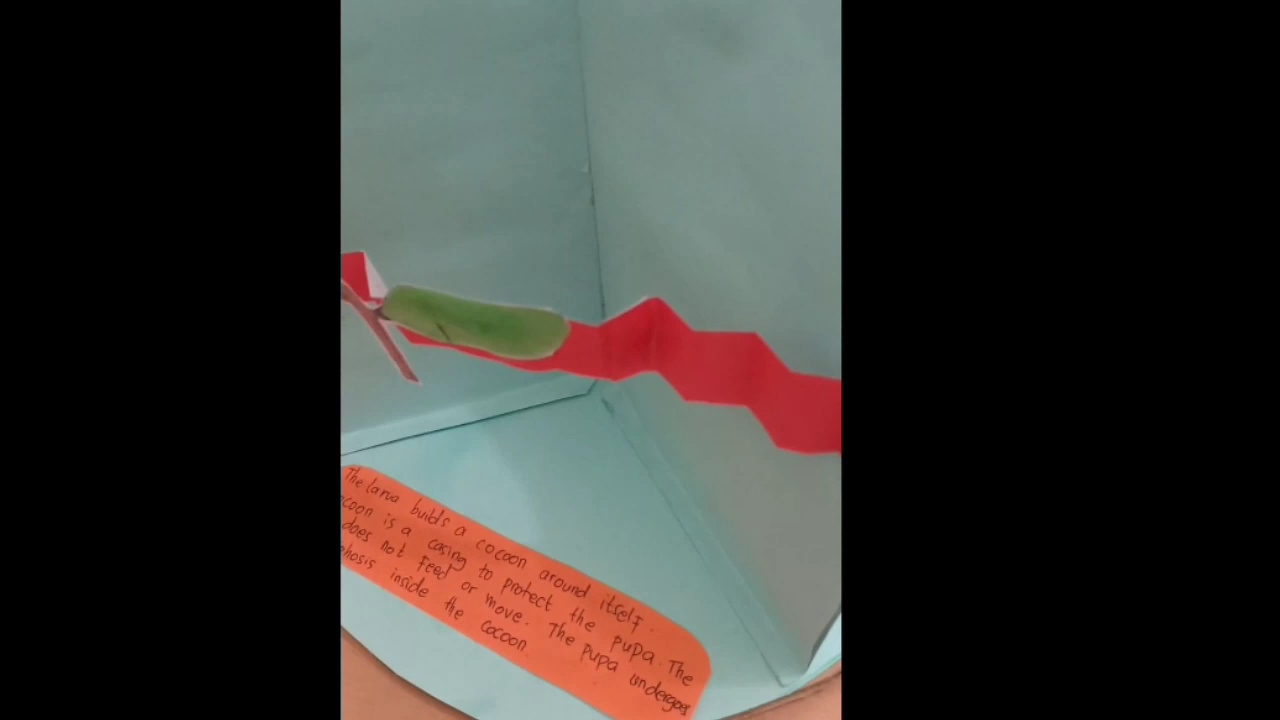 The larva builds a cocoon around itself.
cocoon is a casing to protect the pupa. The
does not feed or move. The pupa undergoes
phosis inside the cocoon.